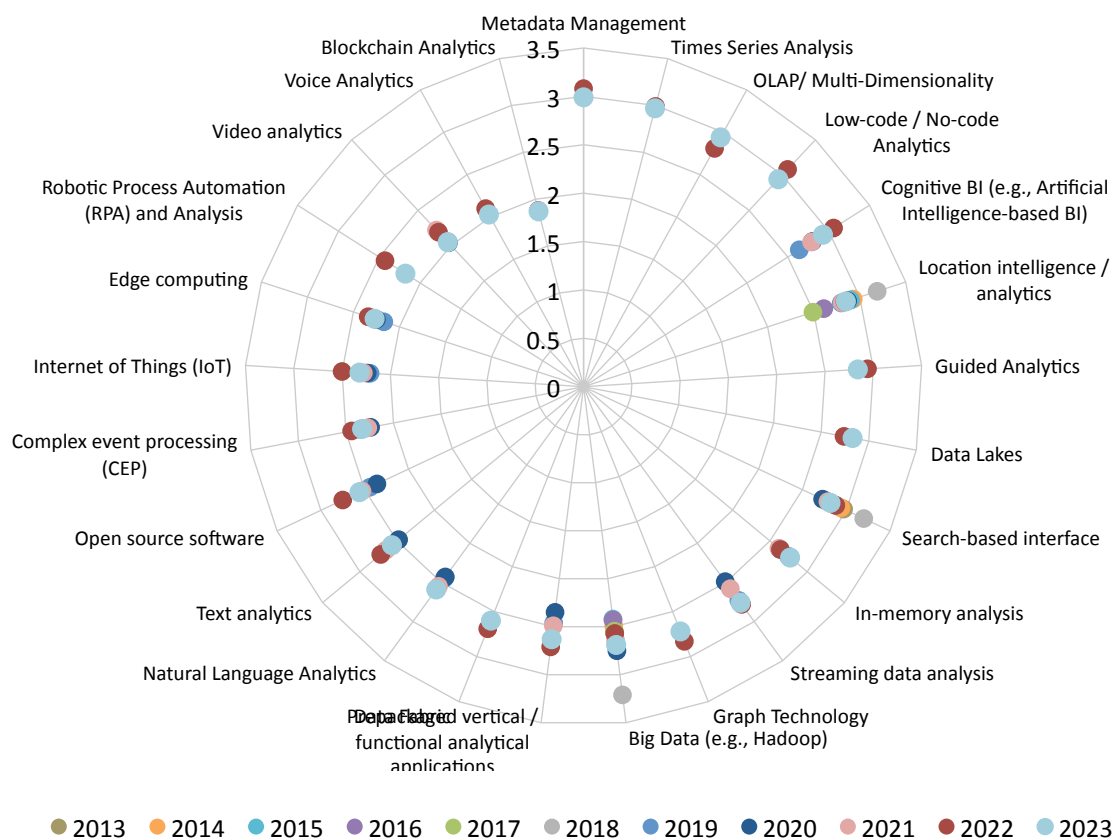 Metadata Management
Blockchain Analytics
Times Series Analysis
Voice Analytics
OLAP/ Multi-Dimensionality
Video analytics
Low-code / No-code
Analytics
Robotic Process Automation
(RPA) and Analysis
Cognitive BI (e.g., Artificial
Intelligence-based BI)
Edge computing
Location intelligence /
analytics
Internet of Things (IoT)
Guided Analytics
Complex event processing
(CEP)
Data Lakes
Open source software
Search-based interface
Text analytics
In-memory analysis
Natural Language Analytics
Streaming data analysis
Data Fabric
Prepackaged vertical /
functional analytical
applications
Graph Technology
Big Data (e.g., Hadoop)
3.5
3
2.5
2
1.5
1
0.5
0
2013 2014 2015 2016 2017 2018 2019 2020 2021 2022 2023